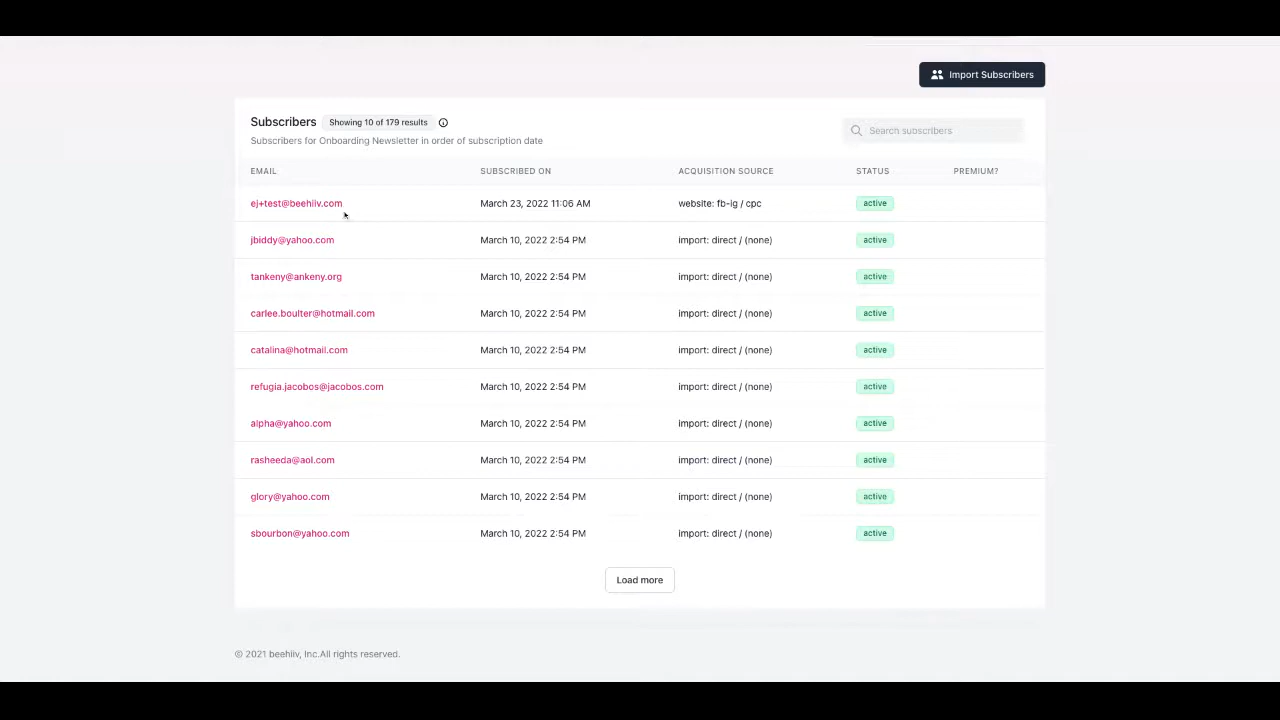 Import Subscribers
Subscribers Showing 10 of 179 results
Subscribers for Onboarding Newsletter in order of subscription date
Search subscribers
EMAIL SUBSCRIBED ON ACQUISITION SOURCE STATUS PREMIUM?
ej+test@beehiiv.com March 23, 2022 11:06 AM website: fb-ig / cpc active
jbiddy@yahoo.com March 10, 2022 2:54 PM import: direct / (none) active
tankeny@ankeny.org March 10, 2022 2:54 PM import: direct / (none) active
carlee.boulter@hotmail.com March 10, 2022 2:54 PM import: direct / (none) active
catalina@hotmail.com March 10, 2022 2:54 PM import: direct / (none) active
refugia.jacobos@jacobos.com March 10, 2022 2:54 PM import: direct / (none) active
alpha@yahoo.com March 10, 2022 2:54 PM import: direct / (none) active
rasheeda@aol.com March 10, 2022 2:54 PM import: direct / (none) active
glory@yahoo.com March 10, 2022 2:54 PM import: direct / (none) active
sbourbon@yahoo.com March 10, 2022 2:54 PM import: direct / (none) active
Load more
© 2021 beehiiv, Inc.All rights reserved.